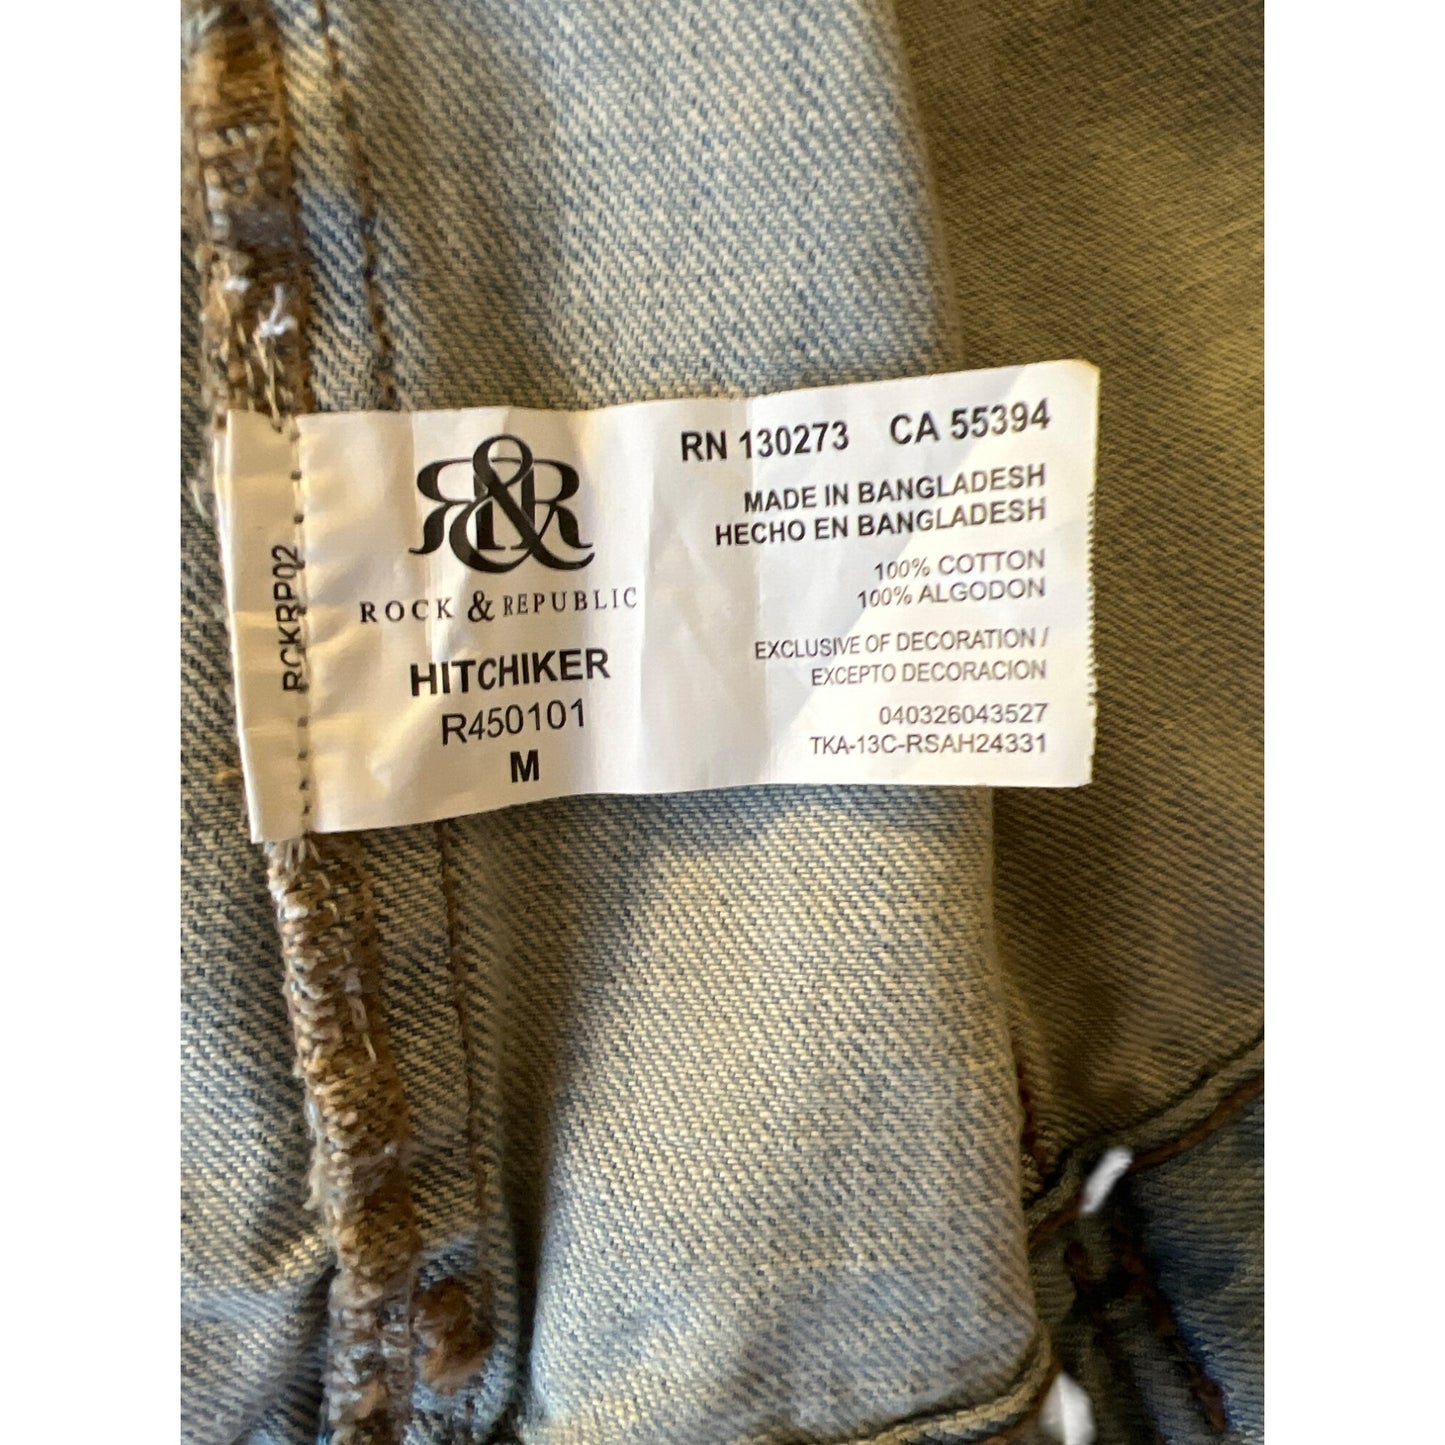 RCKRP02
R&R
ROCK & REPUBLIC
HITCHIKER
R450101
M
RN 130273 CA 55394
MADE IN BANGLADESH
HECHO EN BANGLADESH
100% COTTON
100% ALGODON
EXCLUSIVE OF DECORATION /
EXCEPTO DECORACION
040326043527
TKA-13C-RSAH24331